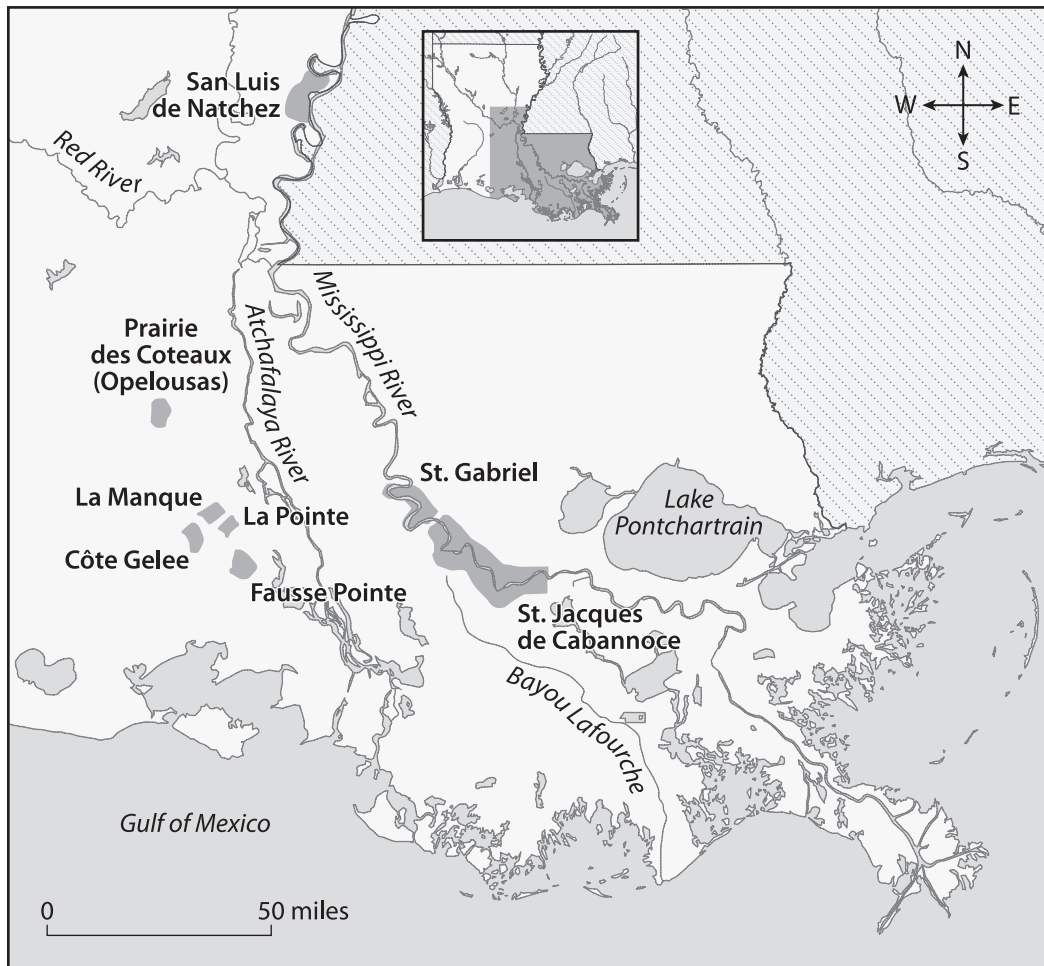 San Luis
de Natchez
N
W
E
S
Red River
Mississippi River
Atchafalaya River
Prairie
des Coteaux
(Opelousas)
St. Gabriel
Lake
Pontchartrain
La Manque
La Pointe
Côte Gelee
Fausse Pointe
St. Jacques
de Cabannoce
Bayou Lafourche
Gulf of Mexico
0
50 miles